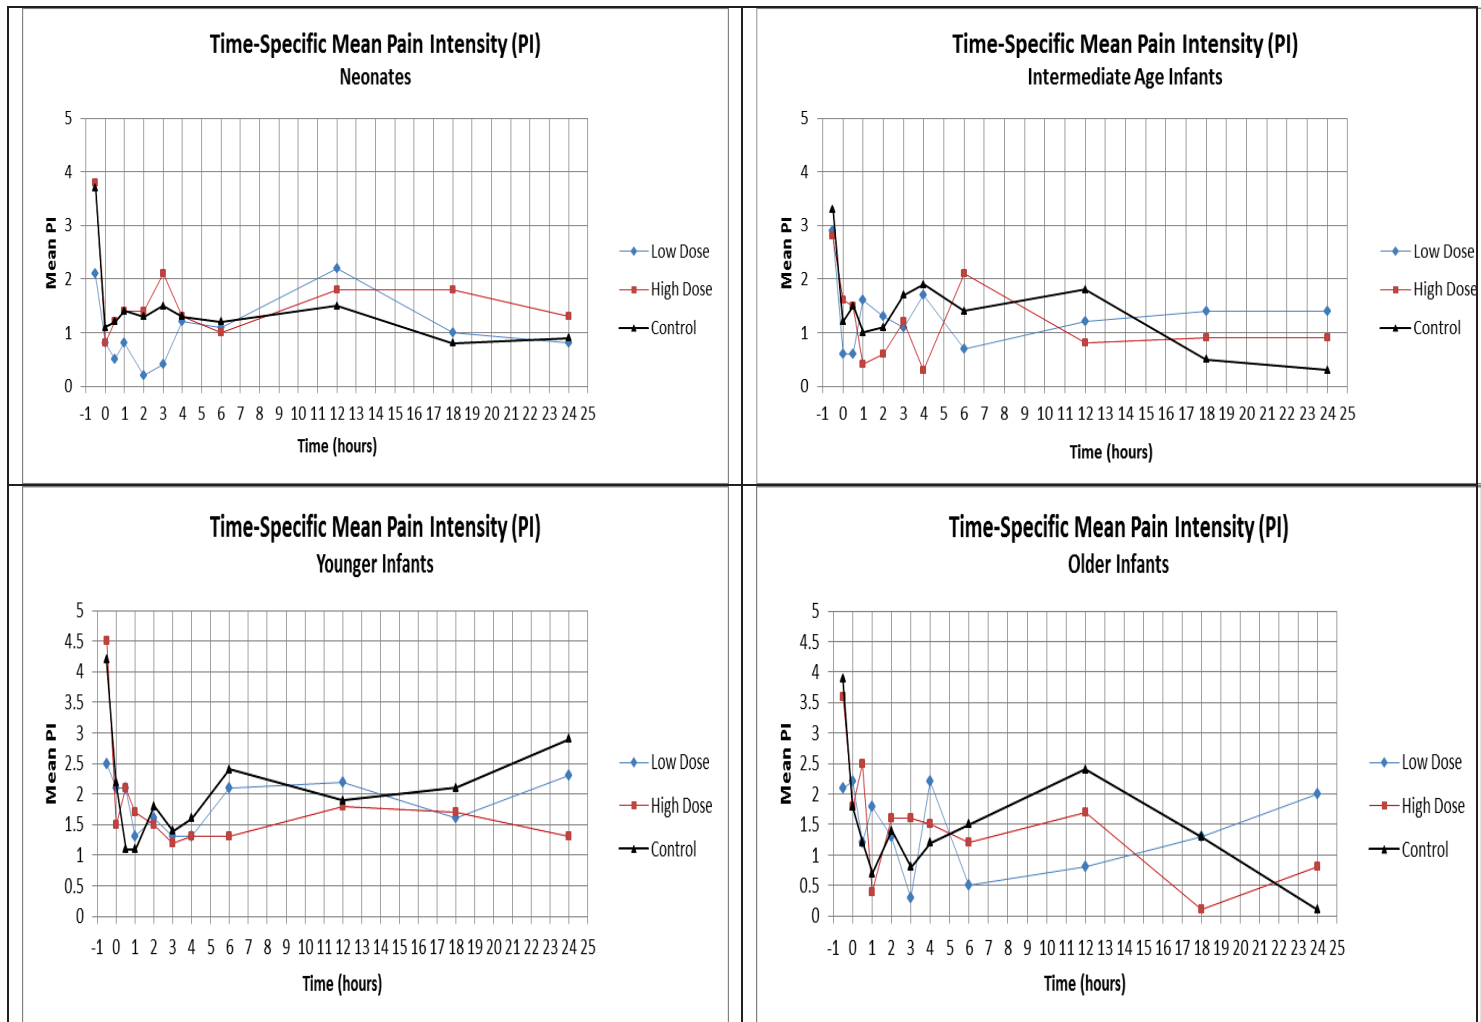 Time-Specific Mean Pain Intensity (PI)
Neonates
5
4
3
2
1
0
Mean PI
-1 0 1 2 3 4 5 6 7 8 9 10 11 12 13 14 15 16 17 18 19 20 21 22 23 24 25
Time (hours)
Low Dose
High Dose
Control
Time-Specific Mean Pain Intensity (PI)
Intermediate Age Infants
5
4
3
2
1
0
Mean PI
-1 0 1 2 3 4 5 6 7 8 9 10 11 12 13 14 15 16 17 18 19 20 21 22 23 24 25
Time (hours)
Low Dose
High Dose
Control
Time-Specific Mean Pain Intensity (PI)
Younger Infants
5
4.5
4
3.5
3
2.5
2
1.5
1
0.5
0
Mean PI
-1 0 1 2 3 4 5 6 7 8 9 10 11 12 13 14 15 16 17 18 19 20 21 22 23 24 25
Time (hours)
Low Dose
High Dose
Control
Time-Specific Mean Pain Intensity (PI)
Older Infants
5
4.5
4
3.5
3
2.5
2
1.5
1
0.5
0
Mean PI
-1 0 1 2 3 4 5 6 7 8 9 10 11 12 13 14 15 16 17 18 19 20 21 22 23 24 25
Time (hours)
Low Dose
High Dose
Control